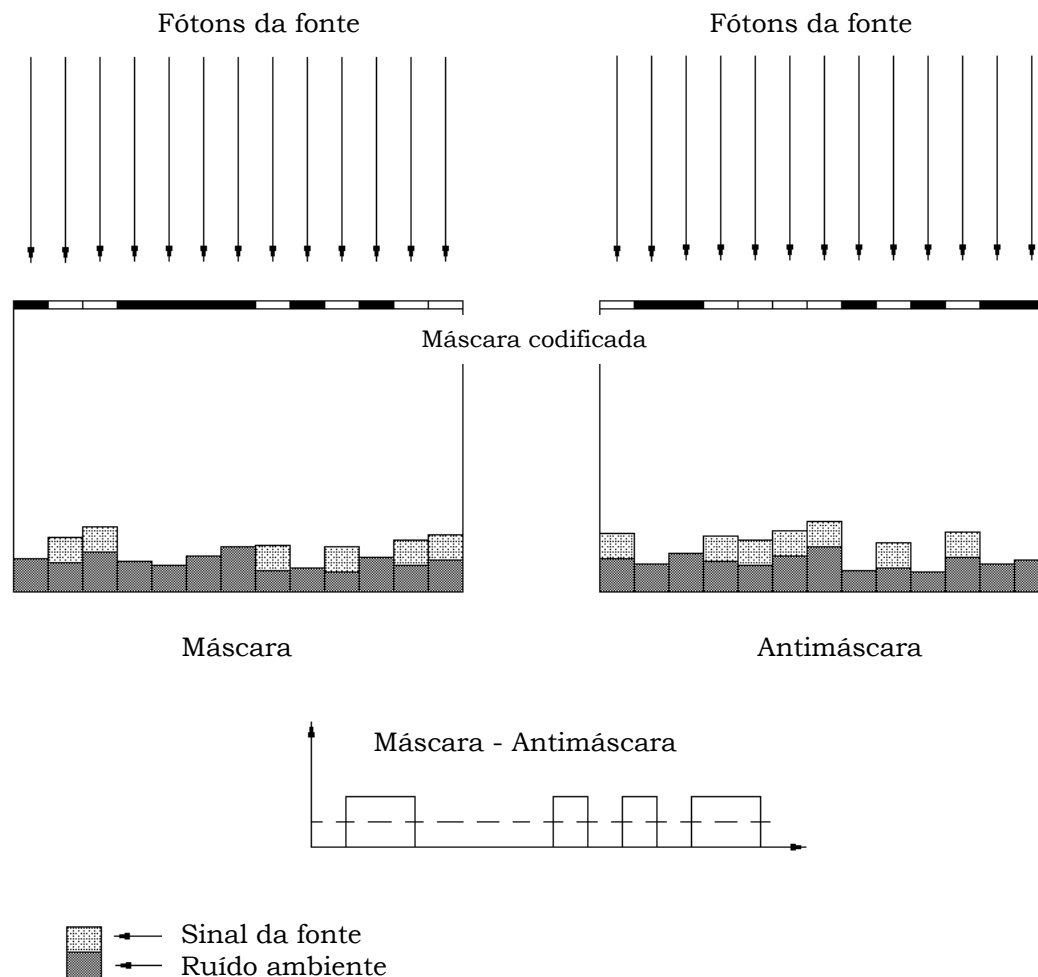 Fótons da fonte
Fótons da fonte
Máscara codificada
Máscara
Antimáscara
Máscara - Antimáscara
Sinal da fonte
Ruído ambiente